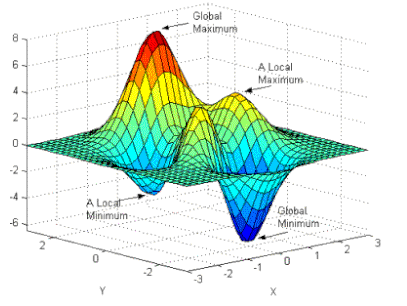 Global
Maximum
A Local
Maximum
8
6
4
2
0
-2
-4
-6
A Local
Minimum
Global
Minimum
2
0
-2
Y
-3
-2
-1
0
1
2
3
X